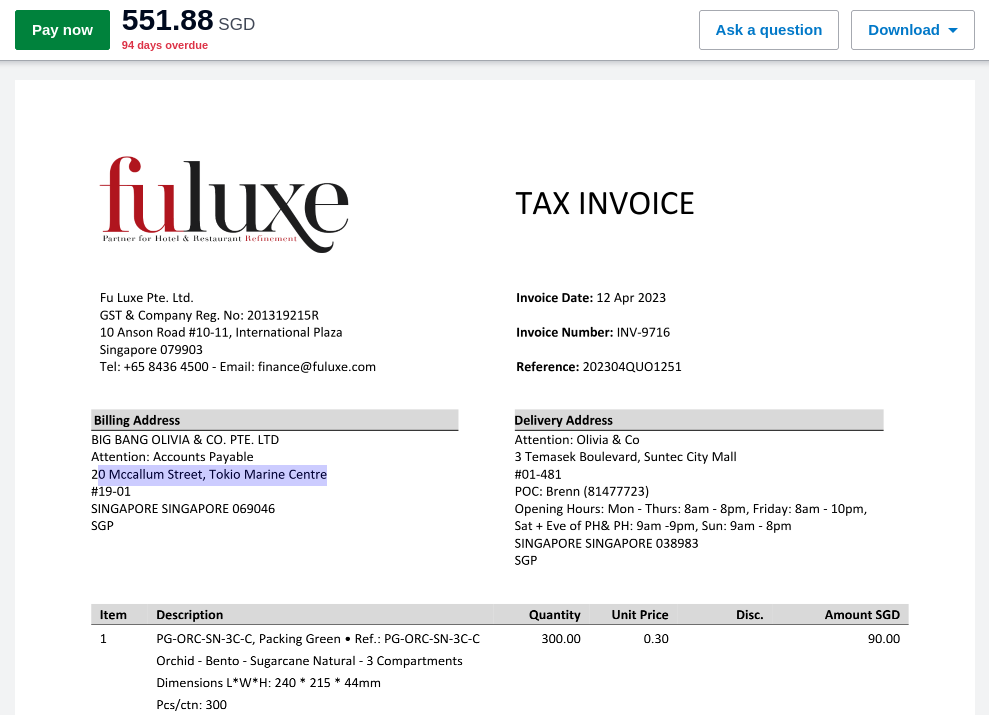 Pay now
551.88 SGD
94 days overdue
Ask a question
Download
fuluxe
Partner for Hotel & Restaurant Refinement
TAX INVOICE
Fu Luxe Pte. Ltd.
GST & Company Reg. No: 201319215R
10 Anson Road #10-11, International Plaza
Singapore 079903
Tel: +65 8436 4500 - Email: finance@fuluxe.com
Invoice Date: 12 Apr 2023
Invoice Number: INV-9716
Reference: 202304QUO1251
Billing Address
BIG BANG OLIVIA & CO. PTE. LTD
Attention: Accounts Payable
20 Mccallum Street, Tokio Marine Centre
#19-01
SINGAPORE SINGAPORE 069046
SGP
Delivery Address
Attention: Olivia & Co
3 Temasek Boulevard, Suntec City Mall
#01-481
POC: Brenn (81477723)
Opening Hours: Mon - Thurs: 8am - 8pm, Friday: 8am - 10pm,
Sat + Eve of PH& PH: 9am -9pm, Sun: 9am - 8pm
SINGAPORE SINGAPORE 038983
SGP
Item Description Quantity Unit Price Disc. Amount SGD
1 PG-ORC-SN-3C-C, Packing Green • Ref.: PG-ORC-SN-3C-C 300.00 0.30 90.00
Orchid - Bento - Sugarcane Natural - 3 Compartments
Dimensions L*W*H: 240 * 215 * 44mm
Pcs/ctn: 300